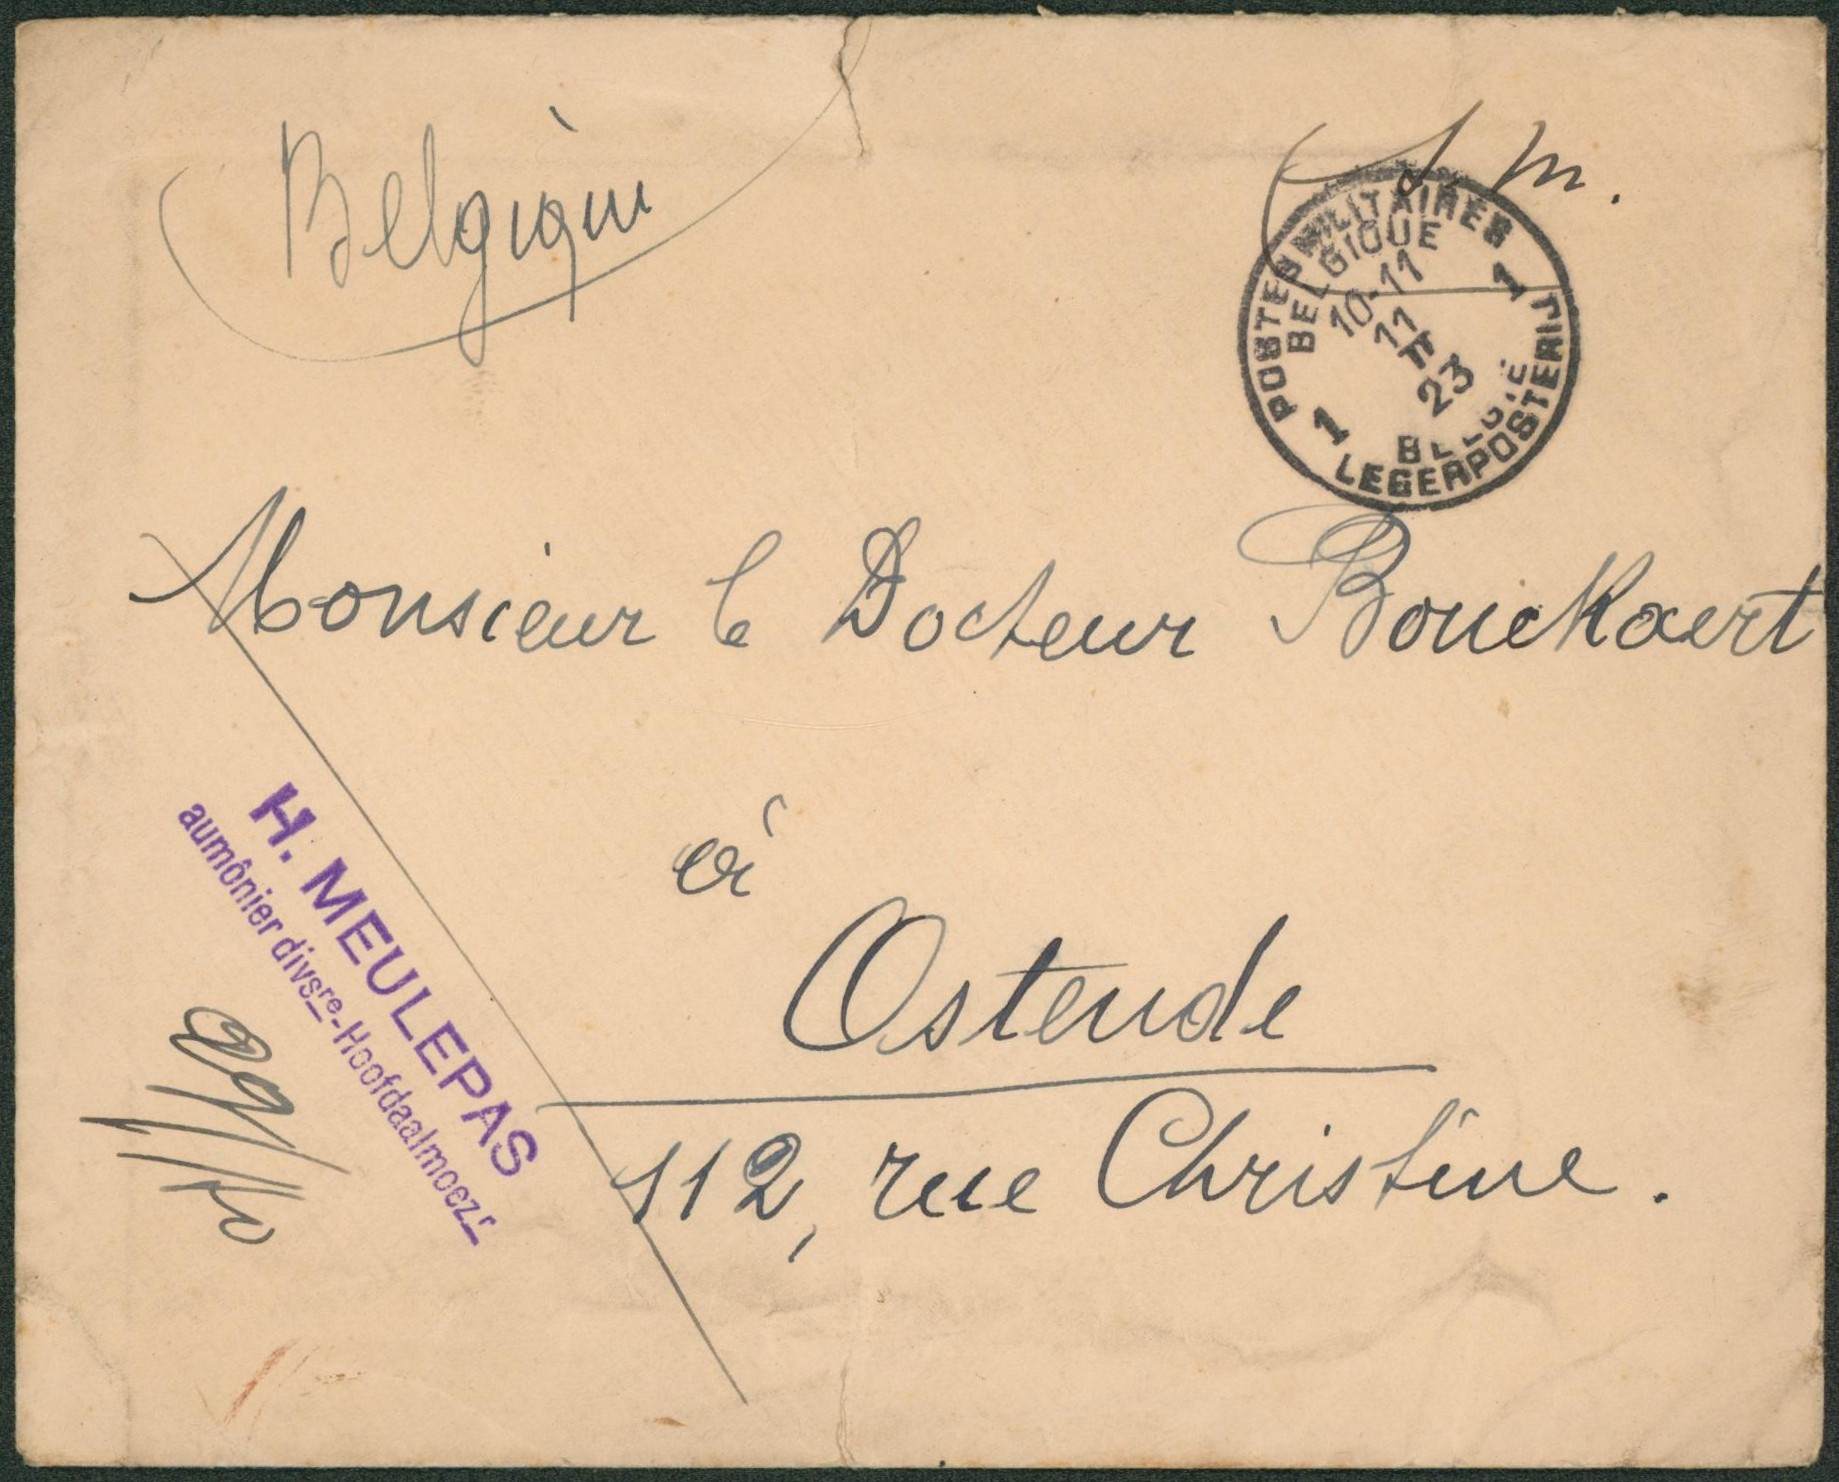 Belgique
S. M.
POSTES MILITAIRES
BELGIQUE
1
10-11
11
23
1
BELGIE
LEGERPOSTERIJ
Monsieur le Docteur Bouckaert
à
Ostende
112, rue Christine.
H. MEULEPAS
aumônier divsre-Hoofdaalmoezr